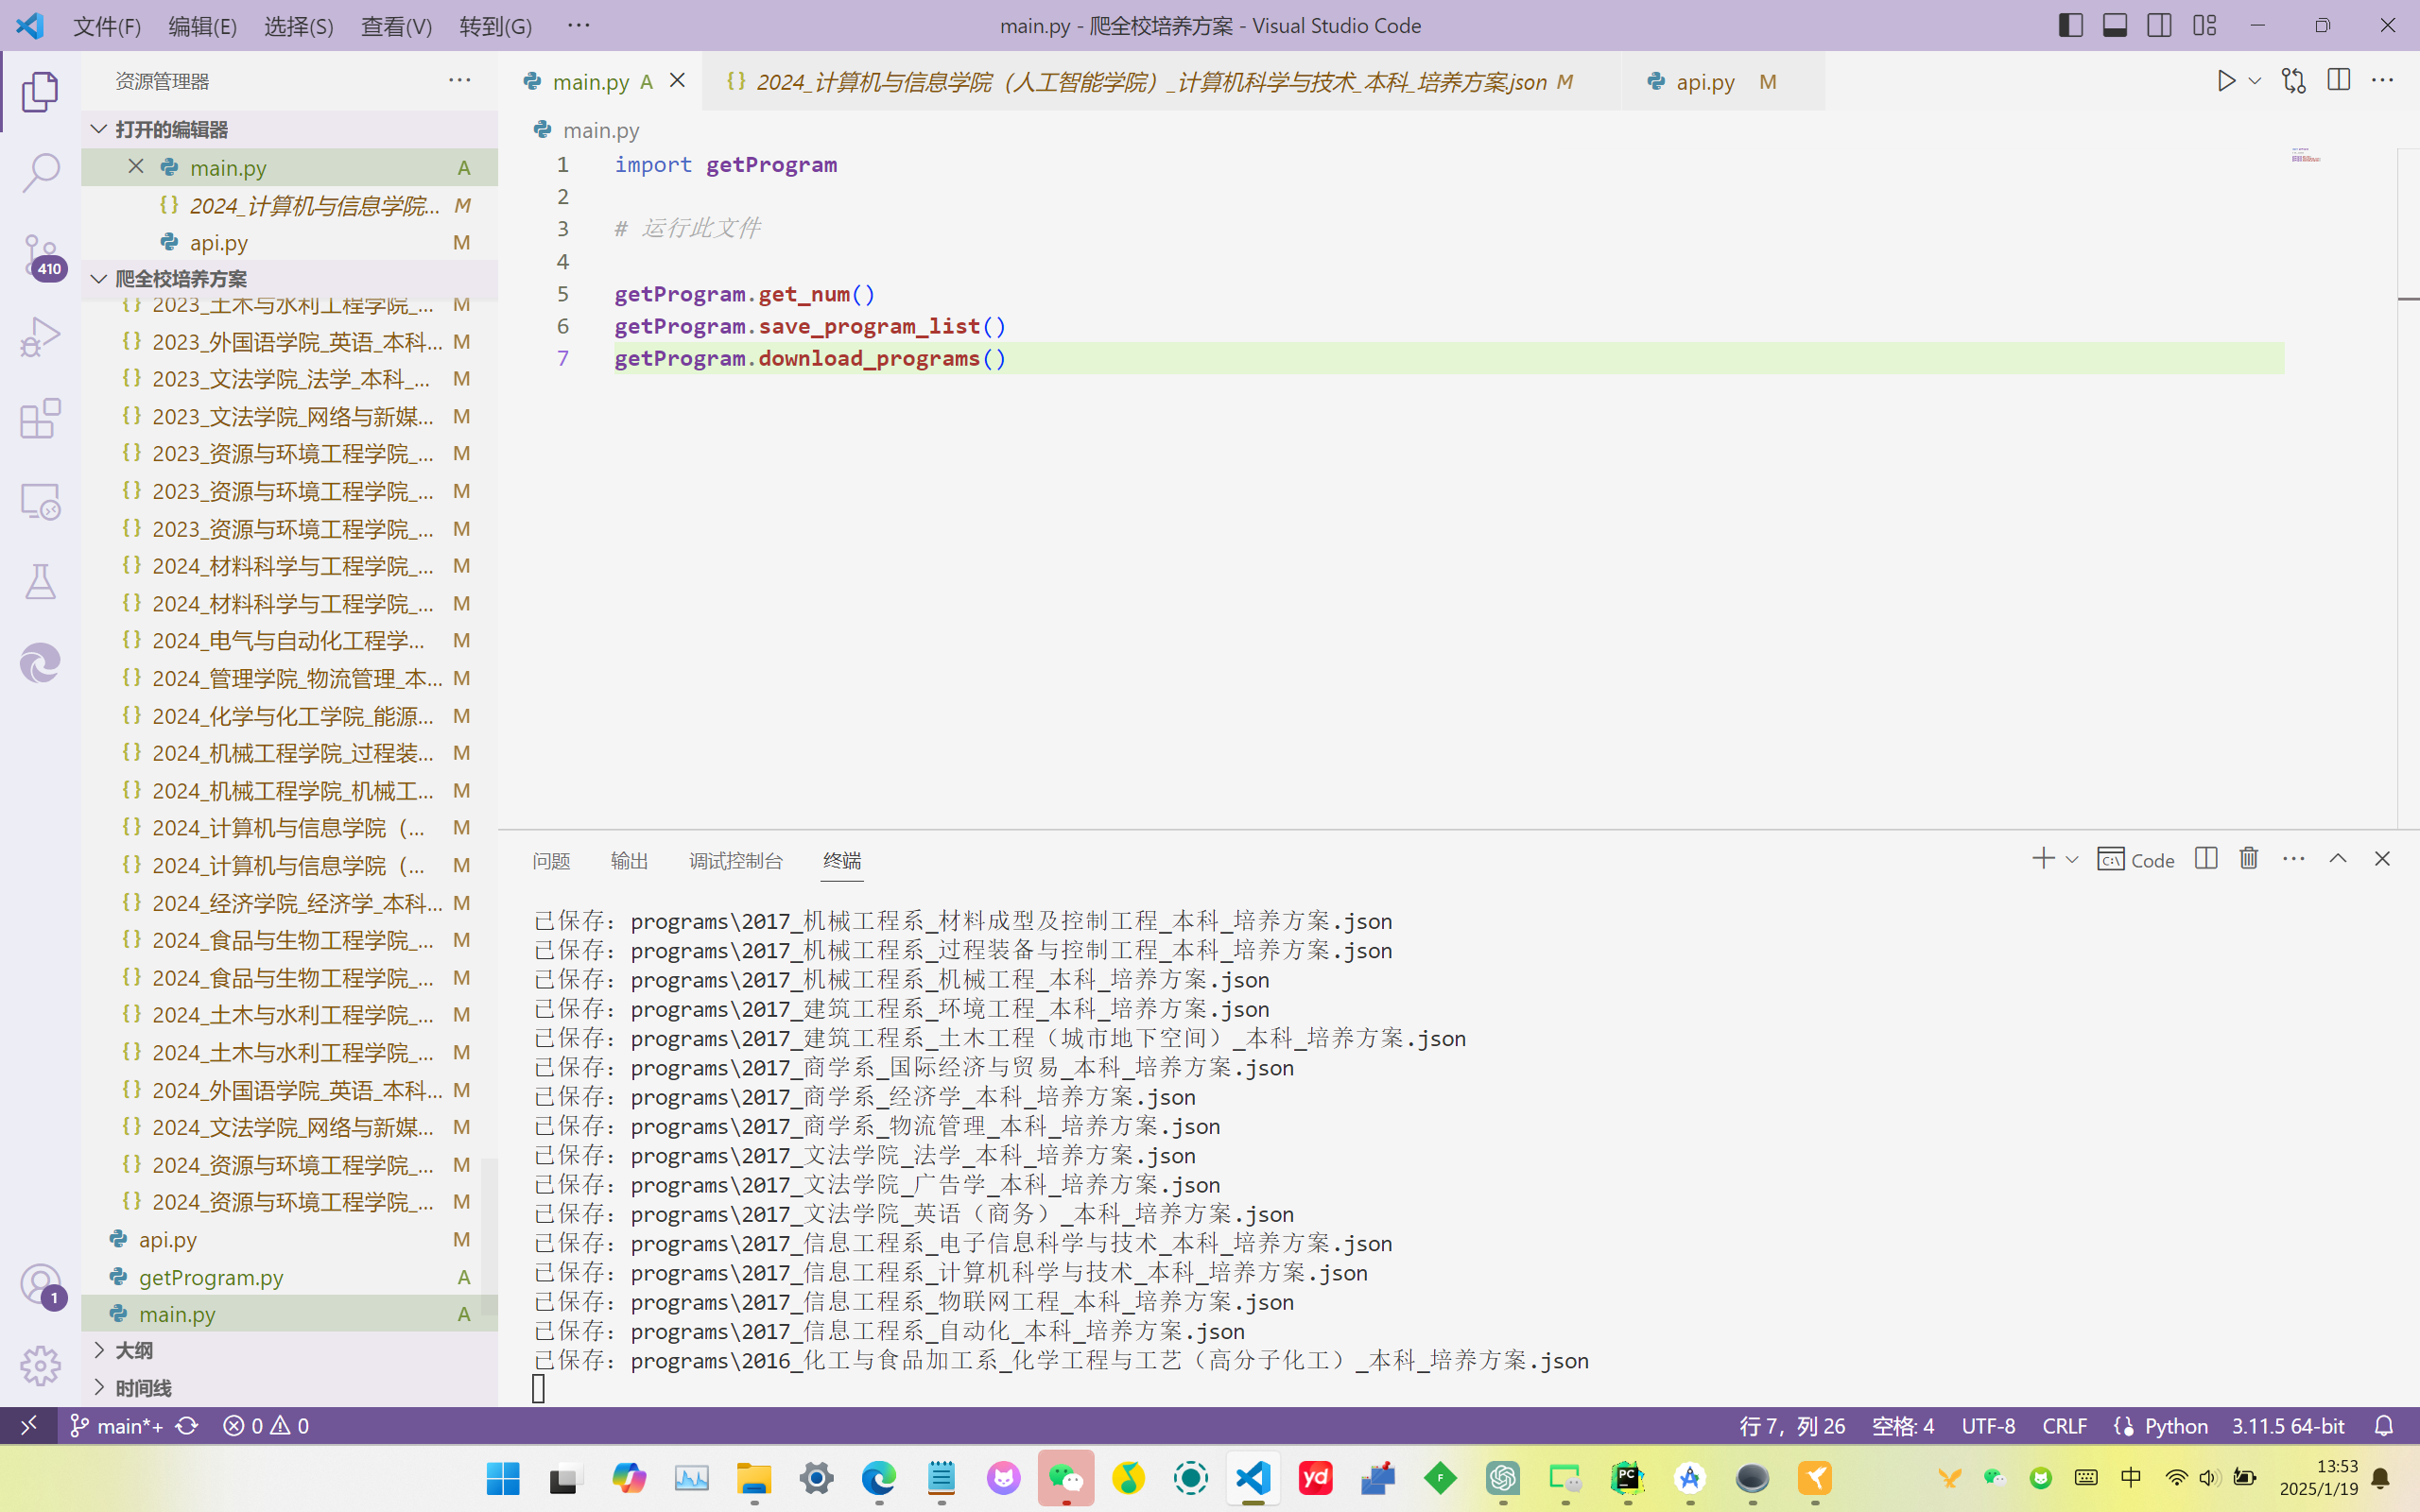 文件(F) 编辑(E) 选择(S) 查看(V) 转到(G) ···
main.py - 爬全校培养方案 - Visual Studio Code
资源管理器
打开的编辑器
main.py A
2024_计算机与信息学院... M
api.py M
爬全校培养方案
2023_土木与水利工程学院_... M
2023_外国语学院_英语_本科... M
2023_文法学院_法学_本科_... M
2023_文法学院_网络与新媒... M
2023_资源与环境工程学院_... M
2023_资源与环境工程学院_... M
2023_资源与环境工程学院_... M
2024_材料科学与工程学院_... M
2024_材料科学与工程学院_... M
2024_电气与自动化工程学... M
2024_管理学院_物流管理_本... M
2024_化学与化工学院_能源... M
2024_机械工程学院_过程装... M
2024_机械工程学院_机械工... M
2024_计算机与信息学院（... M
2024_计算机与信息学院（... M
2024_经济学院_经济学_本科... M
2024_食品与生物工程学院_... M
2024_食品与生物工程学院_... M
2024_土木与水利工程学院_... M
2024_土木与水利工程学院_... M
2024_外国语学院_英语_本科... M
2024_文法学院_网络与新媒... M
2024_资源与环境工程学院_... M
2024_资源与环境工程学院_... M
api.py M
getProgram.py A
main.py A
大纲
时间线
410
1
main.py A
2024_计算机与信息学院（人工智能学院）_计算机科学与技术_本科_培养方案.json M
api.py M
main.py
1 import getProgram
2
3 # 运行此文件
4
5 getProgram.get_num()
6 getProgram.save_program_list()
7 getProgram.download_programs()
问题 输出 调试控制台 终端
Code
已保存: programs\2017_机械工程系_材料成型及控制工程_本科_培养方案.json
已保存: programs\2017_机械工程系_过程装备与控制工程_本科_培养方案.json
已保存: programs\2017_机械工程系_机械工程_本科_培养方案.json
已保存: programs\2017_建筑工程系_环境工程_本科_培养方案.json
已保存: programs\2017_建筑工程系_土木工程（城市地下空间）_本科_培养方案.json
已保存: programs\2017_商学系_国际经济与贸易_本科_培养方案.json
已保存: programs\2017_商学系_经济学_本科_培养方案.json
已保存: programs\2017_商学系_物流管理_本科_培养方案.json
已保存: programs\2017_文法学院_法学_本科_培养方案.json
已保存: programs\2017_文法学院_广告学_本科_培养方案.json
已保存: programs\2017_文法学院_英语（商务）_本科_培养方案.json
已保存: programs\2017_信息工程系_电子信息科学与技术_本科_培养方案.json
已保存: programs\2017_信息工程系_计算机科学与技术_本科_培养方案.json
已保存: programs\2017_信息工程系_物联网工程_本科_培养方案.json
已保存: programs\2017_信息工程系_自动化_本科_培养方案.json
已保存: programs\2016_化工与食品加工系_化学工程与工艺（高分子化工）_本科_培养方案.json
main*+ 0 0
行 7，列 26 空格: 4 UTF-8 CRLF Python 3.11.5 64-bit
yd
F
PC
中
13:53
2025/1/19